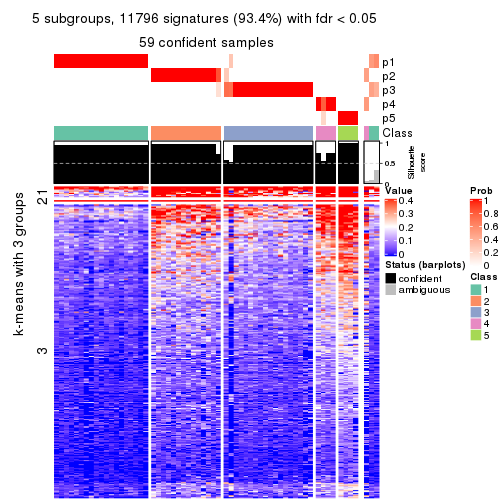 5 subgroups, 11796 signatures (93.4%) with fdr < 0.05
59 confident samples
p1
p2
p3
p4
p5
Class
1
0.5
0
Silhouette
score
k-means with 3 groups
1
2
3
Value
0.4
0.3
0.2
0.1
0
Status (barplots)
confident
ambiguous
Prob
1
0.8
0.6
0.4
0.2
0
Class
1
2
3
4
5